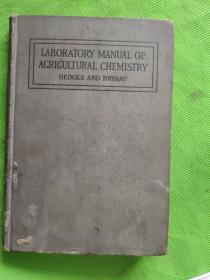 LABORATORY MANUAL OF
AGRICULTURAL CHEMISTRY
HEDGES AND BRYANT